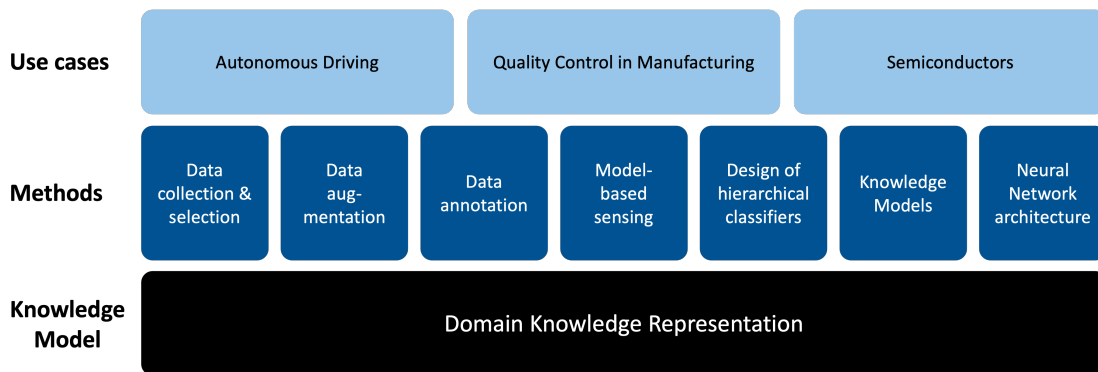 Use cases
Autonomous Driving
Quality Control in Manufacturing
Semiconductors
Methods
Data
collection &
selection
Data
aug-
mentation
Data
annotation
Model-
based
sensing
Design of
hierarchical
classifiers
Knowledge
Models
Neural
Network
architecture
Knowledge
Model
Domain Knowledge Representation